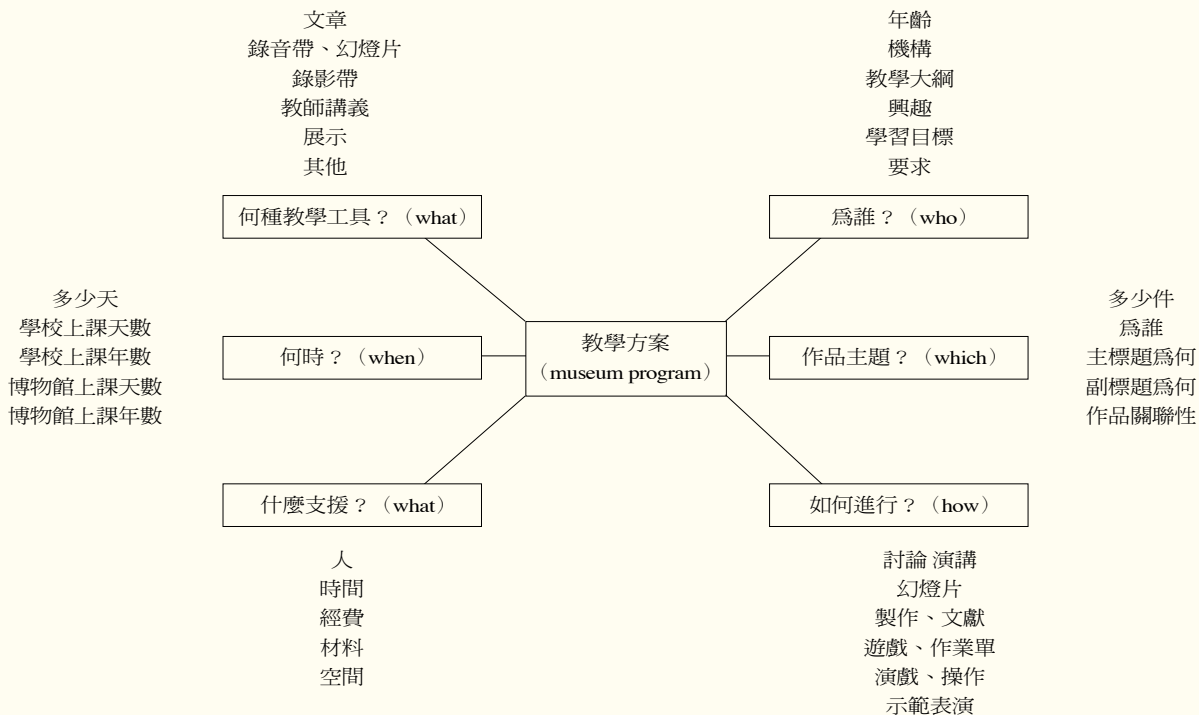 文章
錄音帶、幻燈片
錄影帶
教師講義
展示
其他
何種教學工具？（what）
年齡
機構
教學大綱
興趣
學習目標
要求
爲誰？（who）
多少天
學校上課天數
學校上課年數
博物館上課天數
博物館上課年數
何時？（when）
教學方案
（museum program）
作品主題？（which）
多少件
爲誰
主標題爲何
副標題爲何
作品關聯性
什麼支援？（what）
人
時間
經費
材料
空間
如何進行？（how）
討論 演講
幻燈片
製作、文獻
遊戲、作業單
演戲、操作
示範表演